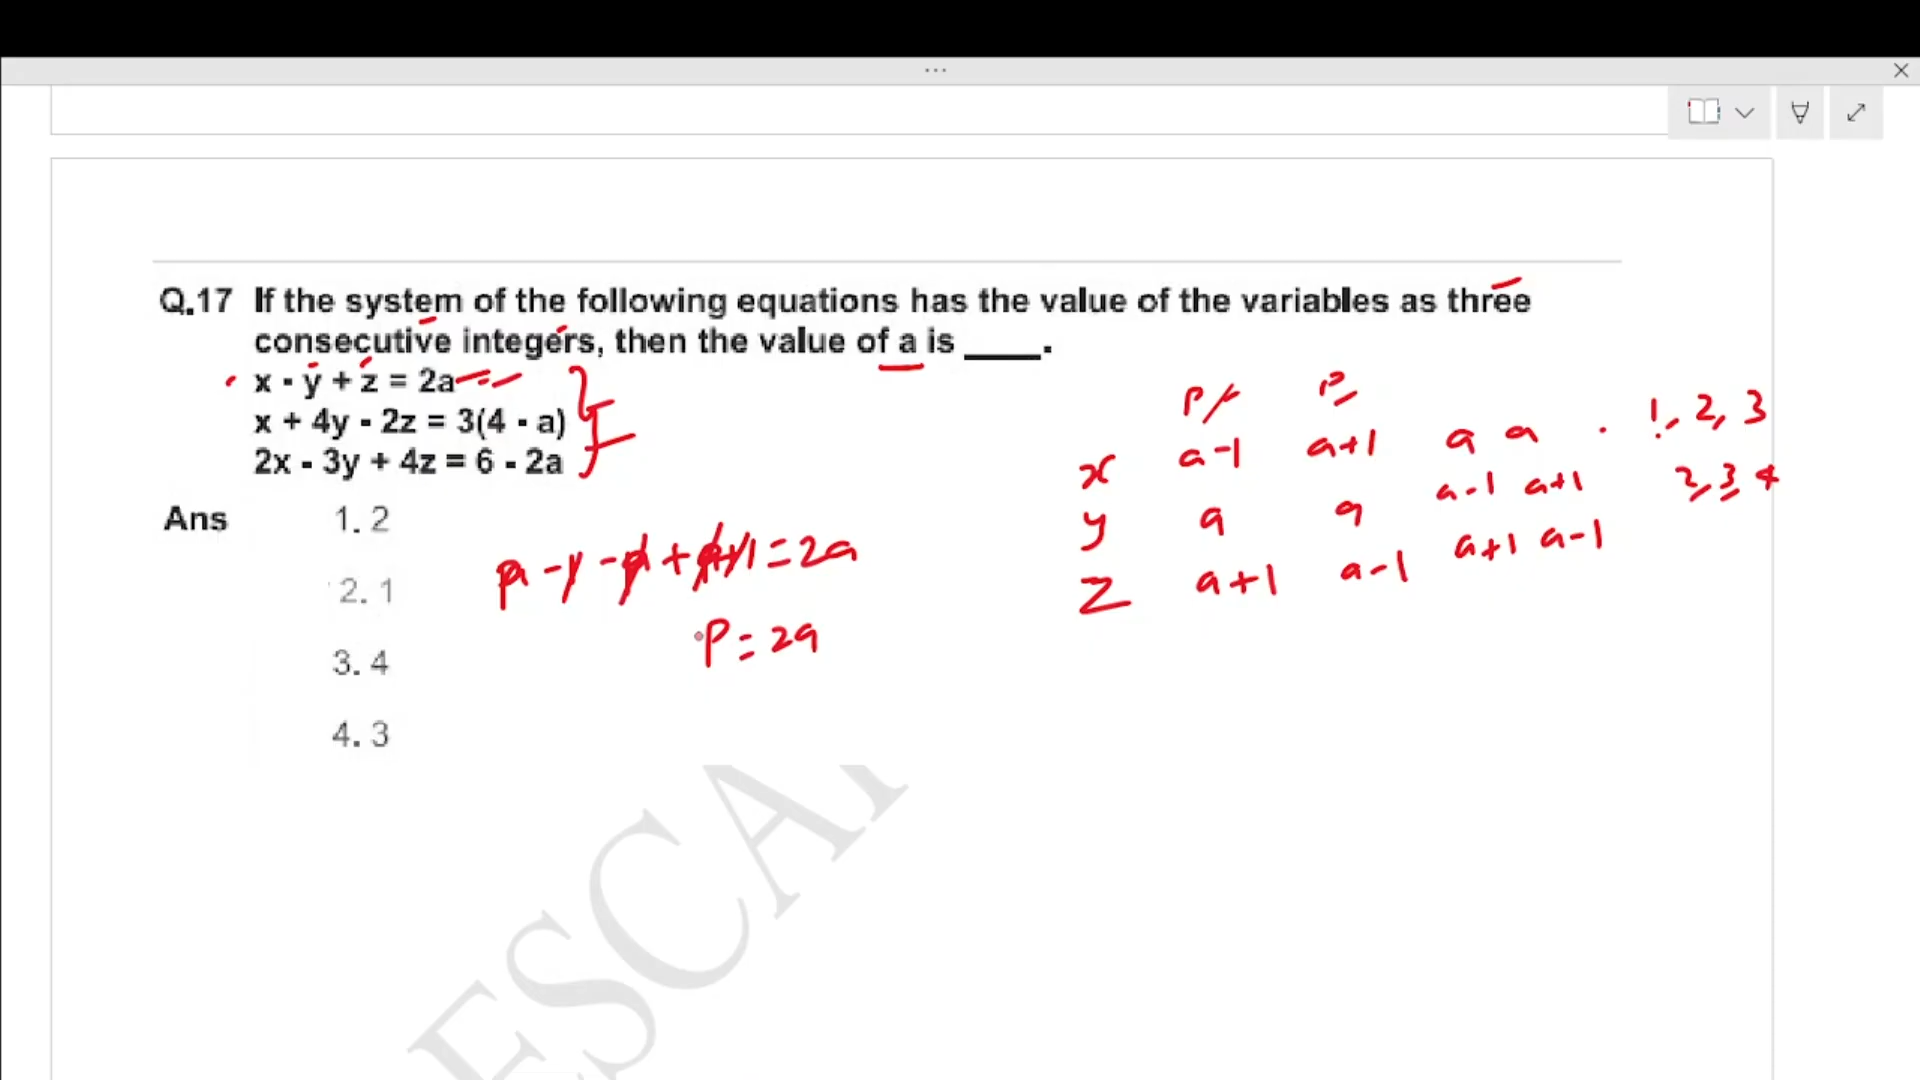 ...
Q.17 If the system of the following equations has the value of the variables as three
consecutive integers, then the value of a is ____.
x - y + z = 2a
x + 4y - 2z = 3(4 - a)
2x - 3y + 4z = 6 - 2a
Ans
1. 2
2. 1
3. 4
4. 3
= 2a
P = 2a
P P
x a-1 a+1 a a
y a a a-1 a+1
z a+1 a-1 a+1 a-1
1, 2, 3
2, 3 4
ESCA